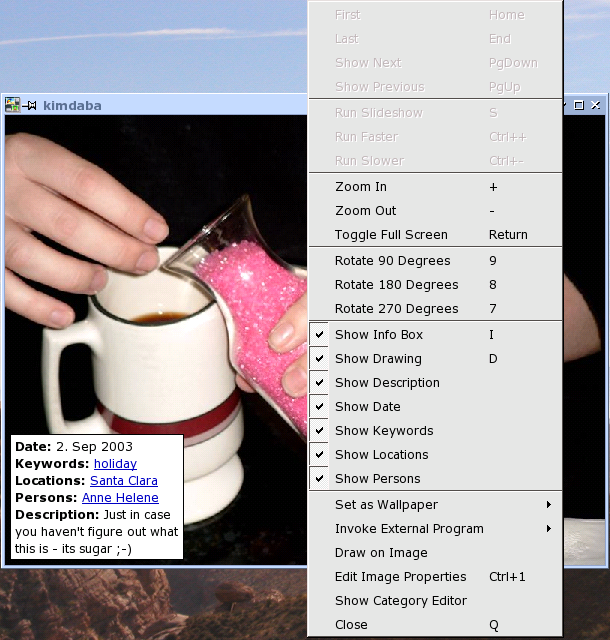 First Home
Last End
Show Next PgDown
Show Previous PgUp
kimdaba
Run Slideshow S
Run Faster Ctrl++
Run Slower Ctrl+-
Zoom In +
Zoom Out -
Toggle Full Screen Return
Rotate 90 Degrees 9
Rotate 180 Degrees 8
Rotate 270 Degrees 7
Show Info Box I
Show Drawing D
Show Description
Show Date
Show Keywords
Show Locations
Show Persons
Set as Wallpaper
Invoke External Program
Draw on Image
Edit Image Properties Ctrl+1
Show Category Editor
Close Q
Date: 2. Sep 2003
Keywords: holiday
Locations: Santa Clara
Persons: Anne Helene
Description: Just in case
you haven't figure out what
this is - its sugar ;-)